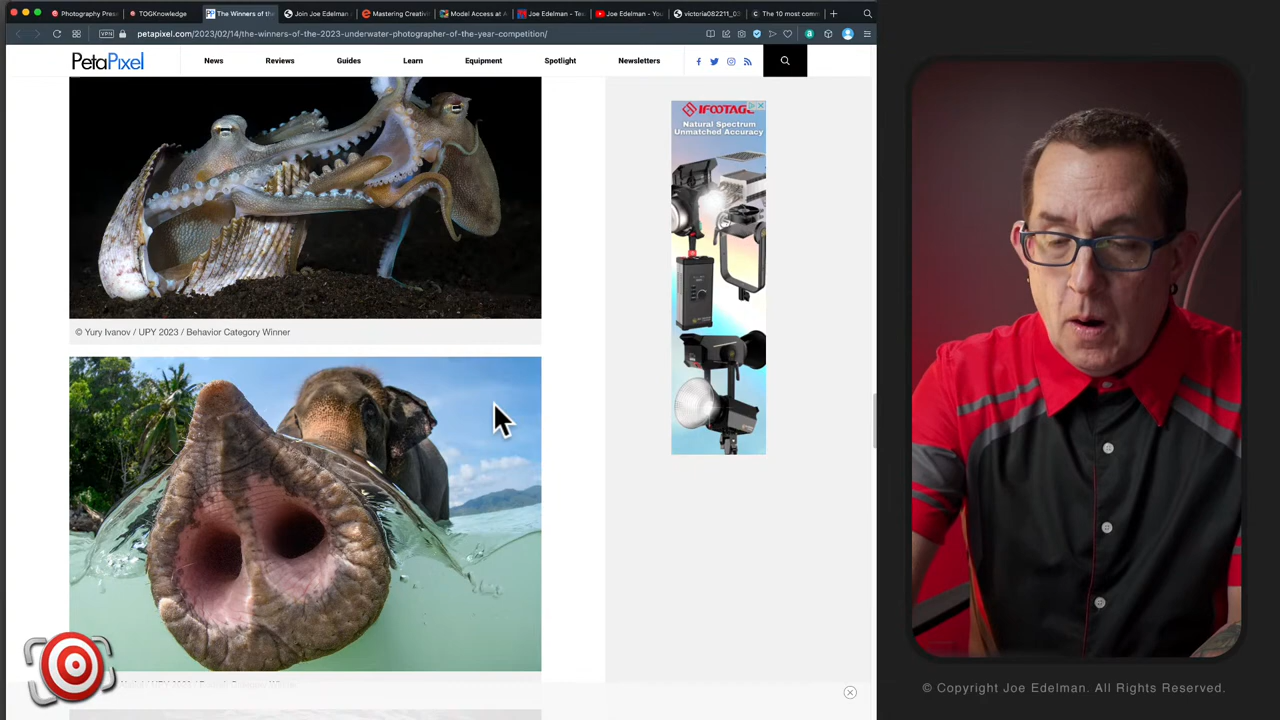 Photography Pres
TOGKnowledge
The Winners of the
Join Joe Edelman
Mastering Creativ
Model Access at A
Joe Edelman - Tex
Joe Edelman - You
victoria082211_0
The 10 most comm
VPN
petapixel.com/2023/02/14/the-winners-of-the-2023-underwater-photographer-of-the-year-competition/
PetaPixel
News
Reviews
Guides
Learn
Equipment
Spotlight
Newsletters
IFOOTAGE
Natural Spectrum
Unmatched Accuracy
© Yury Ivanov / UPY 2023 / Behavior Category Winner
© Copyright Joe Edelman. All Rights Reserved.